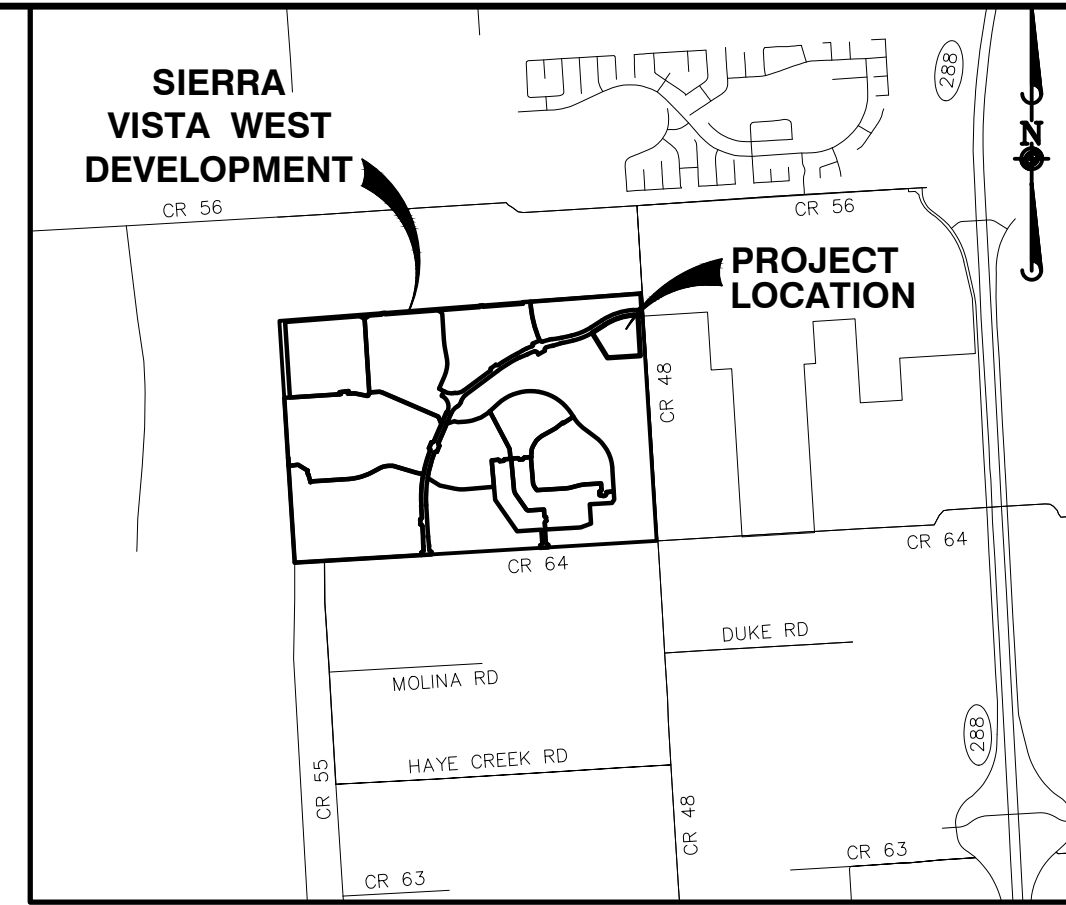 288
SIERRA
VISTA WEST
DEVELOPMENT
N
CR 56
CR 56
PROJECT
LOCATION
CR 48
CR 64
CR 64
DUKE RD
MOLINA RD
288
HAYE CREEK RD
CR 55
CR 48
CR 63
CR 63